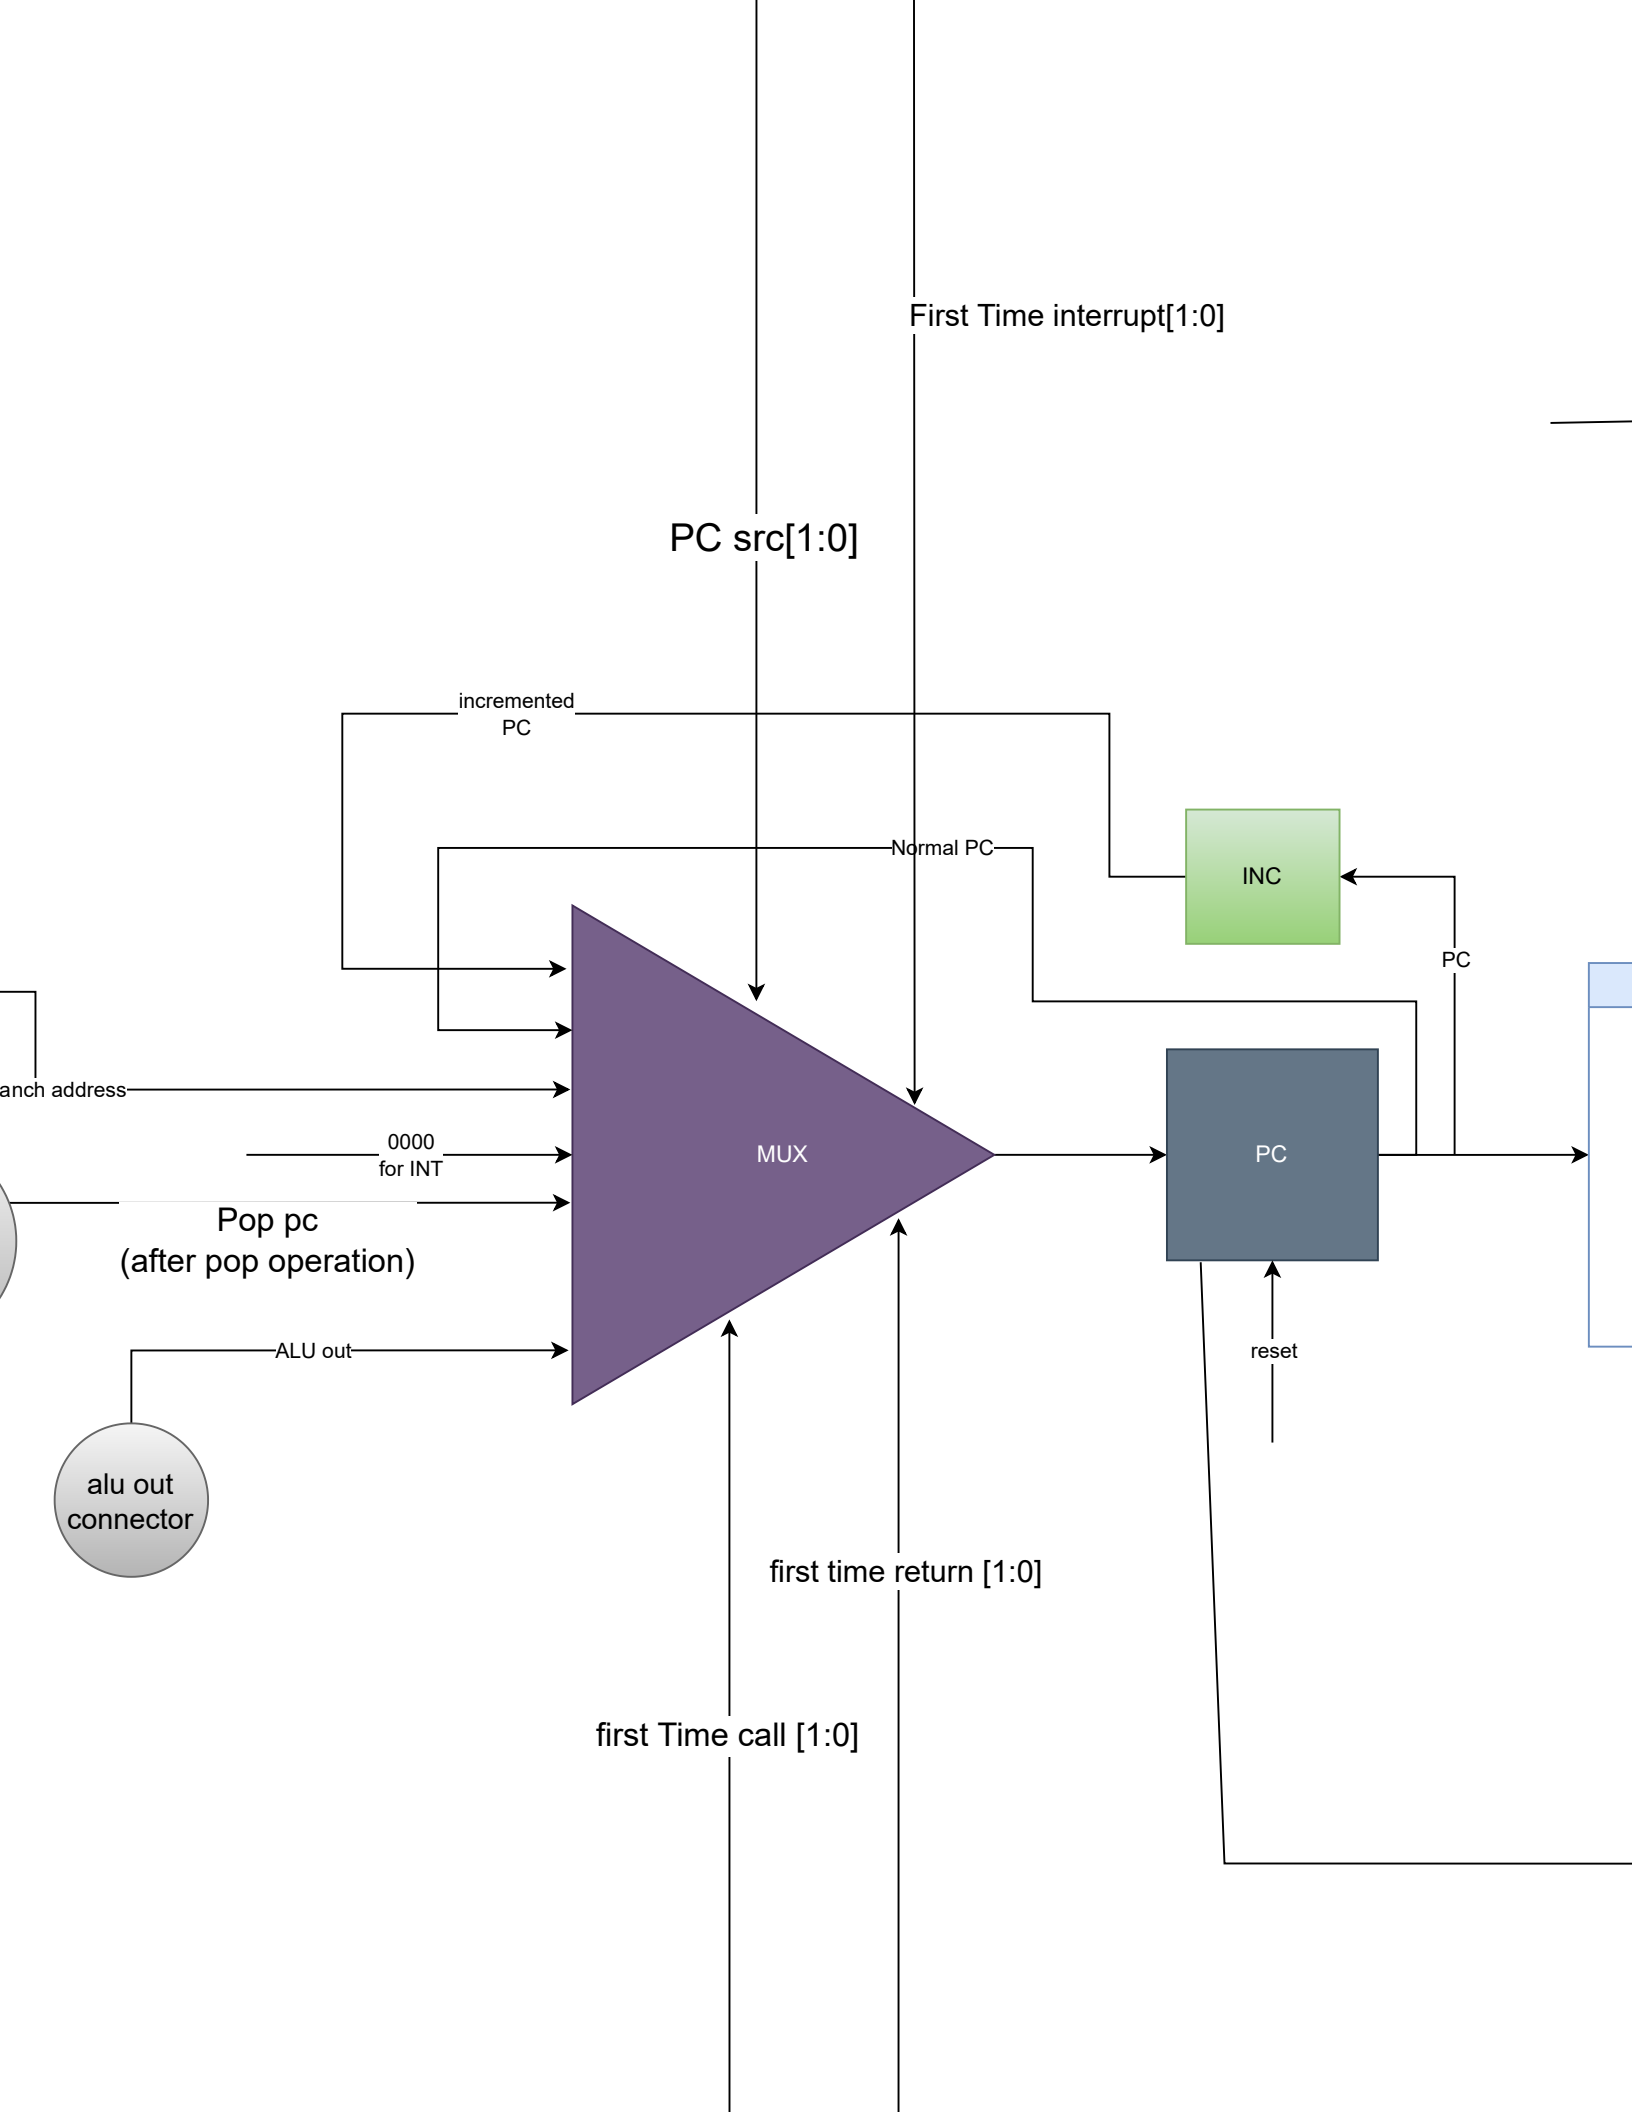 First Time interrupt[1:0]
PC src[1:0]
incremented
PC
Normal PC
INC
PC
anch address
0000
for INT
MUX
PC
Pop pc
(after pop operation)
ALU out
reset
alu out
connector
first time return [1:0]
first Time call [1:0]